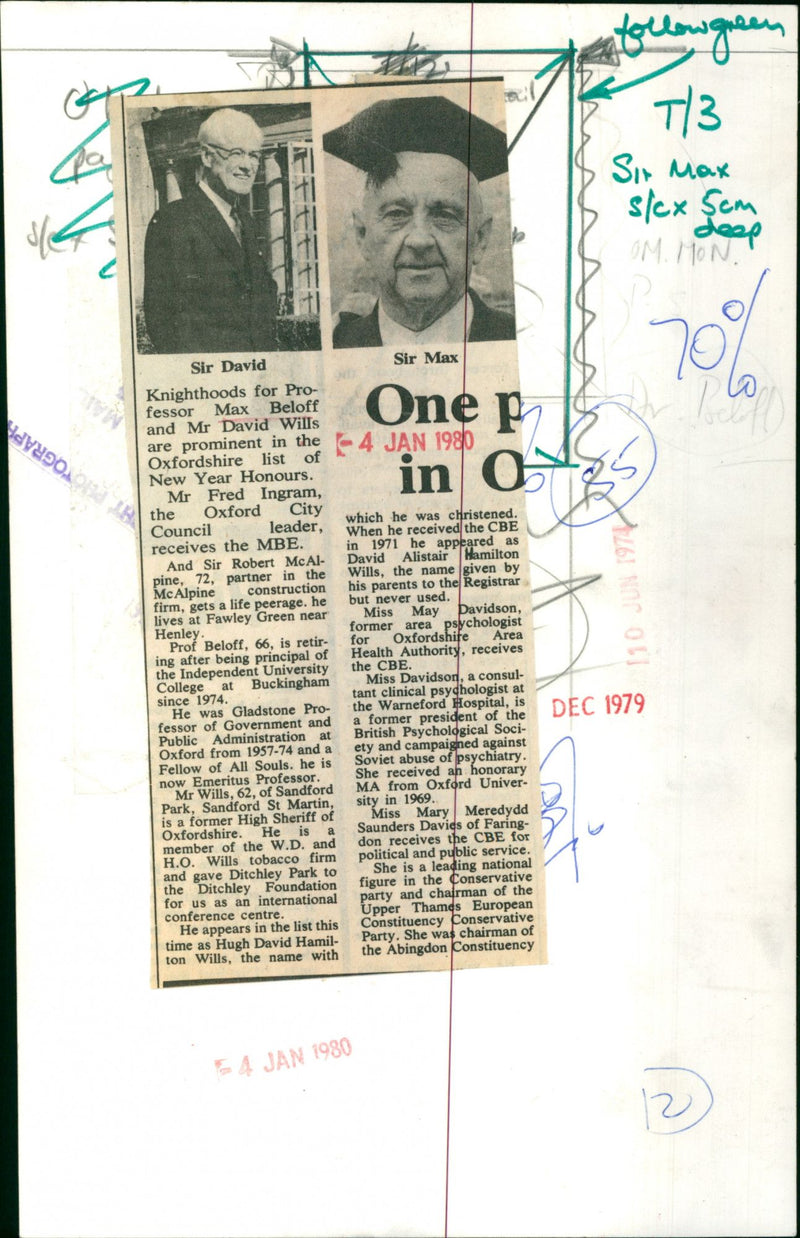 follow green
T/3
Sir Max
s/c x 5cm
deep
OM. MON.
70%
55
Beloff
Sir David
Sir Max
Knighthoods for Pro-
fessor Max Beloff
and Mr David Wills
are prominent in the
Oxfordshire list of
New Year Honours.
Mr Fred Ingram,
the Oxford City
Council leader,
receives the MBE.
And Sir Robert McAl-
pine, 72, partner in the
McAlpine construction
firm, gets a life peerage. he
lives at Fawley Green near
Henley.
Prof Beloff, 66, is retir-
ing after being principal of
the Independent University
College at Buckingham
since 1974.
He was Gladstone Pro-
fessor of Government and
Public Administration at
Oxford from 1957-74 and a
Fellow of All Souls. he is
now Emeritus Professor.
Mr Wills, 62, of Sandford
Park, Sandford St Martin,
is a former High Sheriff of
Oxfordshire. He is a
member of the W.D. and
H.O. Wills tobacco firm
and gave Ditchley Park to
the Ditchley Foundation
for us as an international
conference centre.
He appears in the list this
time as Hugh David Hamil-
ton Wills, the name with
One p
- 4 JAN 1980
in O
which he was christened.
When he received the CBE
in 1971 he appeared as
David Alistair Hamilton
Wills, the name given by
his parents to the Registrar
but never used.
Miss May Davidson,
former area psychologist
for Oxfordshire Area
Health Authority, receives
the CBE.
Miss Davidson, a consul-
tant clinical psychologist at
the Warneford Hospital, is
a former president of the
British Psychological Soci-
ety and campaigned against
Soviet abuse of psychiatry.
She received an honorary
MA from Oxford Univer-
sity in 1969.
Miss Mary Meredydd
Saunders Davies of Faring-
don receives the CBE for
political and public service.
She is a leading national
figure in the Conservative
party and chairman of the
Upper Thames European
Constituency Conservative
Party. She was chairman of
the Abingdon Constituency
10 JUN 1974
DEC 1979
- 4 JAN 1980
2